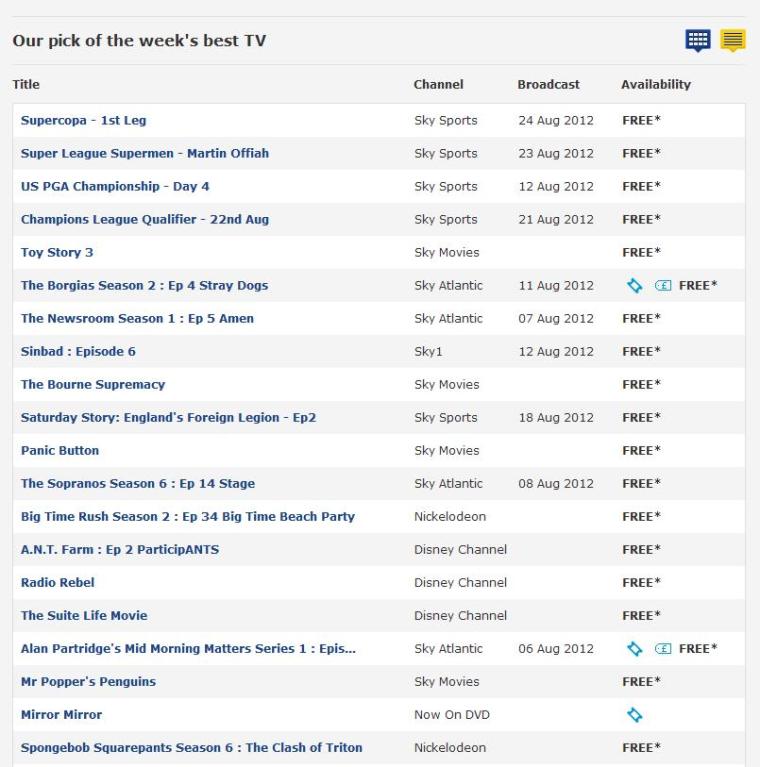 Our pick of the week's best TV
Title Channel Broadcast Availability
Supercopa - 1st Leg Sky Sports 24 Aug 2012 FREE*
Super League Supermen - Martin Offiah Sky Sports 23 Aug 2012 FREE*
US PGA Championship - Day 4 Sky Sports 12 Aug 2012 FREE*
Champions League Qualifier - 22nd Aug Sky Sports 21 Aug 2012 FREE*
Toy Story 3 Sky Movies FREE*
The Borgias Season 2 : Ep 4 Stray Dogs Sky Atlantic 11 Aug 2012 £ FREE*
The Newsroom Season 1 : Ep 5 Amen Sky Atlantic 07 Aug 2012 FREE*
Sinbad : Episode 6 Sky1 12 Aug 2012 FREE*
The Bourne Supremacy Sky Movies FREE*
Saturday Story: England's Foreign Legion - Ep2 Sky Sports 18 Aug 2012 FREE*
Panic Button Sky Movies FREE*
The Sopranos Season 6 : Ep 14 Stage Sky Atlantic 08 Aug 2012 FREE*
Big Time Rush Season 2 : Ep 34 Big Time Beach Party Nickelodeon FREE*
A.N.T. Farm : Ep 2 ParticipANTS Disney Channel FREE*
Radio Rebel Disney Channel FREE*
The Suite Life Movie Disney Channel FREE*
Alan Partridge's Mid Morning Matters Series 1 : Epis... Sky Atlantic 06 Aug 2012 £ FREE*
Mr Popper's Penguins Sky Movies FREE*
Mirror Mirror Now On DVD
Spongebob Squarepants Season 6 : The Clash of Triton Nickelodeon FREE*